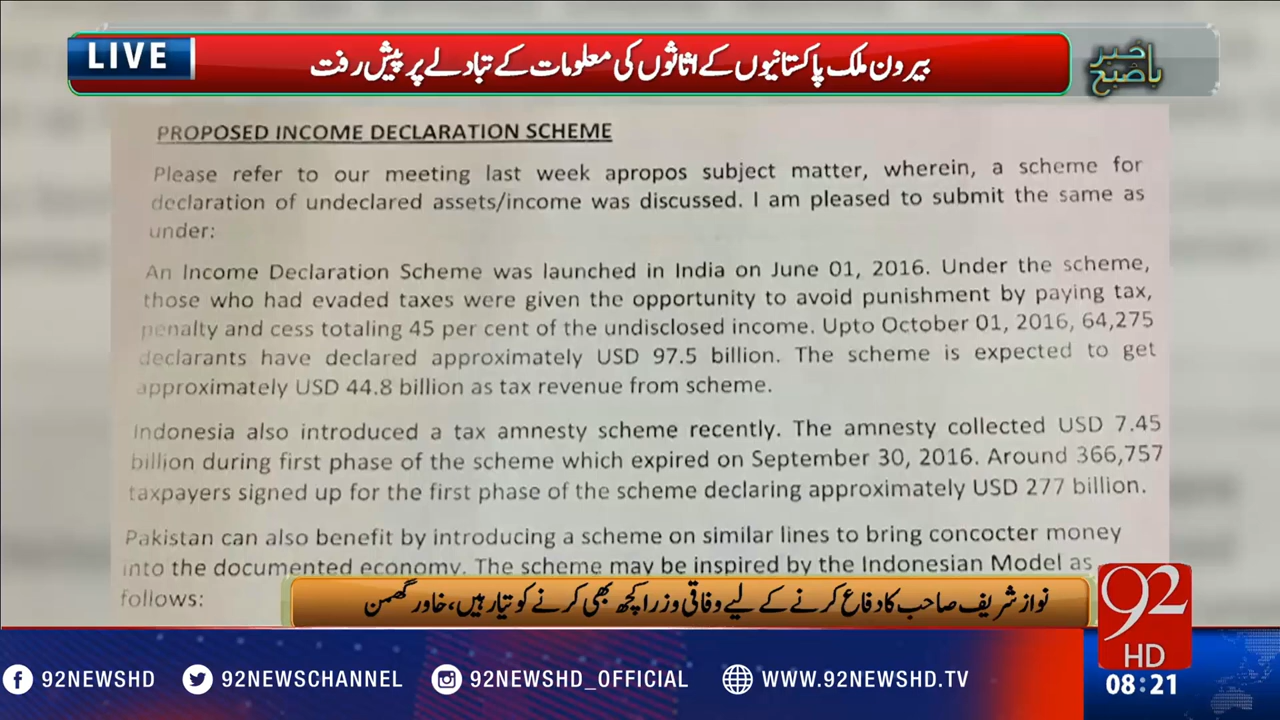 LIVE
بیرون ملک پاکستانیوں کے اثاثوں کی معلومات کے تبادلے پر پیش رفت
خبر
باصبح
PROPOSED INCOME DECLARATION SCHEME
Please refer to our meeting last week apropos subject matter, wherein, a scheme for
declaration of undeclared assets/income was discussed. I am pleased to submit the same as
under:
An Income Declaration Scheme was launched in India on June 01, 2016. Under the scheme,
those who had evaded taxes were given the opportunity to avoid punishment by paying tax,
penalty and cess totaling 45 per cent of the undisclosed income. Upto October 01, 2016, 64,275
declarants have declared approximately USD 97.5 billion. The scheme is expected to get
approximately USD 44.8 billion as tax revenue from scheme.
Indonesia also introduced a tax amnesty scheme recently. The amnesty collected USD 7.45
billion during first phase of the scheme which expired on September 30, 2016. Around 366,757
taxpayers signed up for the first phase of the scheme declaring approximately USD 277 billion.
Pakistan can also benefit by introducing a scheme on similar lines to bring concocter money
into the documented economy. The scheme may be inspired by the Indonesian Model as
follows:
نواز شریف صاحب کا دفاع کرنے کے لیے وفاقی وزرا کچھ بھی کرنے کو تیار ہیں، خاور گھمن
92
HD
92NEWSHD 92NEWSCHANNEL 92NEWSHD_OFFICIAL WWW.92NEWSHD.TV 08:21